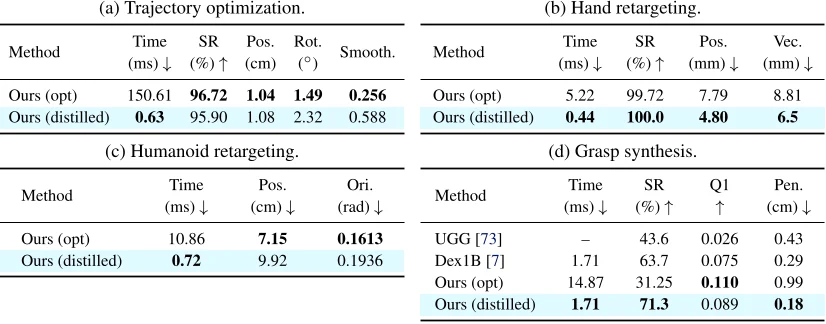 (a) Trajectory optimization.
Method Time (ms) ↓ SR (%) ↑ Pos. (cm) Rot. (°) Smooth.
Ours (opt) 150.61 96.72 1.04 1.49 0.256
Ours (distilled) 0.63 95.90 1.08 2.32 0.588
(b) Hand retargeting.
Method Time (ms) ↓ SR (%) ↑ Pos. (mm) ↓ Vec. (mm) ↓
Ours (opt) 5.22 99.72 7.79 8.81
Ours (distilled) 0.44 100.0 4.80 6.5
(c) Humanoid retargeting.
Method Time (ms) ↓ Pos. (cm) ↓ Ori. (rad) ↓
Ours (opt) 10.86 7.15 0.1613
Ours (distilled) 0.72 9.92 0.1936
(d) Grasp synthesis.
Method Time (ms) ↓ SR (%) ↑ Q1 ↑ Pen. (cm) ↓
UGG [73] – 43.6 0.026 0.43
Dex1B [7] 1.71 63.7 0.075 0.29
Ours (opt) 14.87 31.25 0.110 0.99
Ours (distilled) 1.71 71.3 0.089 0.18